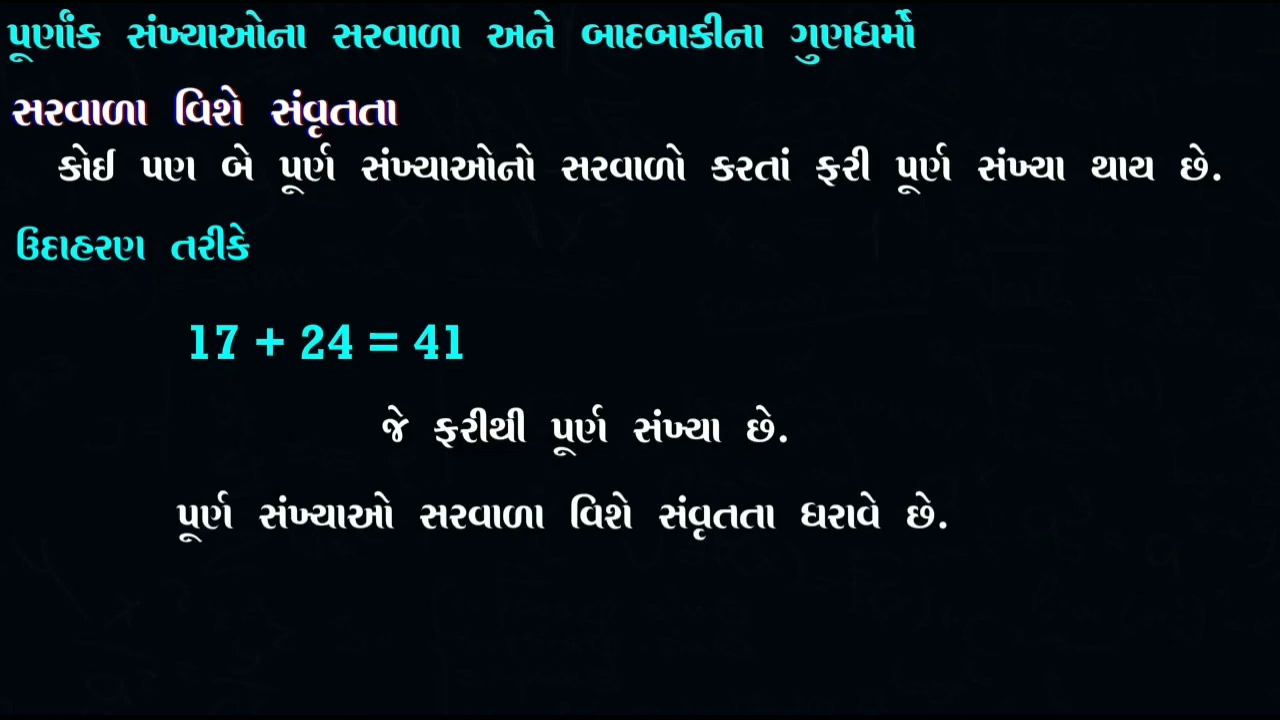 પૂર્ણાંક સંખ્યાઓના સરવાળા અને બાદબાકીના ગુણધર્મો
સરવાળા વિશે સંવૃતતા
કોઈ પણ બે પૂર્ણ સંખ્યાઓનો સરવાળો કરતાં ફરી પૂર્ણ સંખ્યા થાય છે.
ઉદાહરણ તરીકે
17 + 24 = 41
જે ફરીથી પૂર્ણ સંખ્યા છે.
પૂર્ણ સંખ્યાઓ સરવાળા વિશે સંવૃતતા ધરાવે છે.